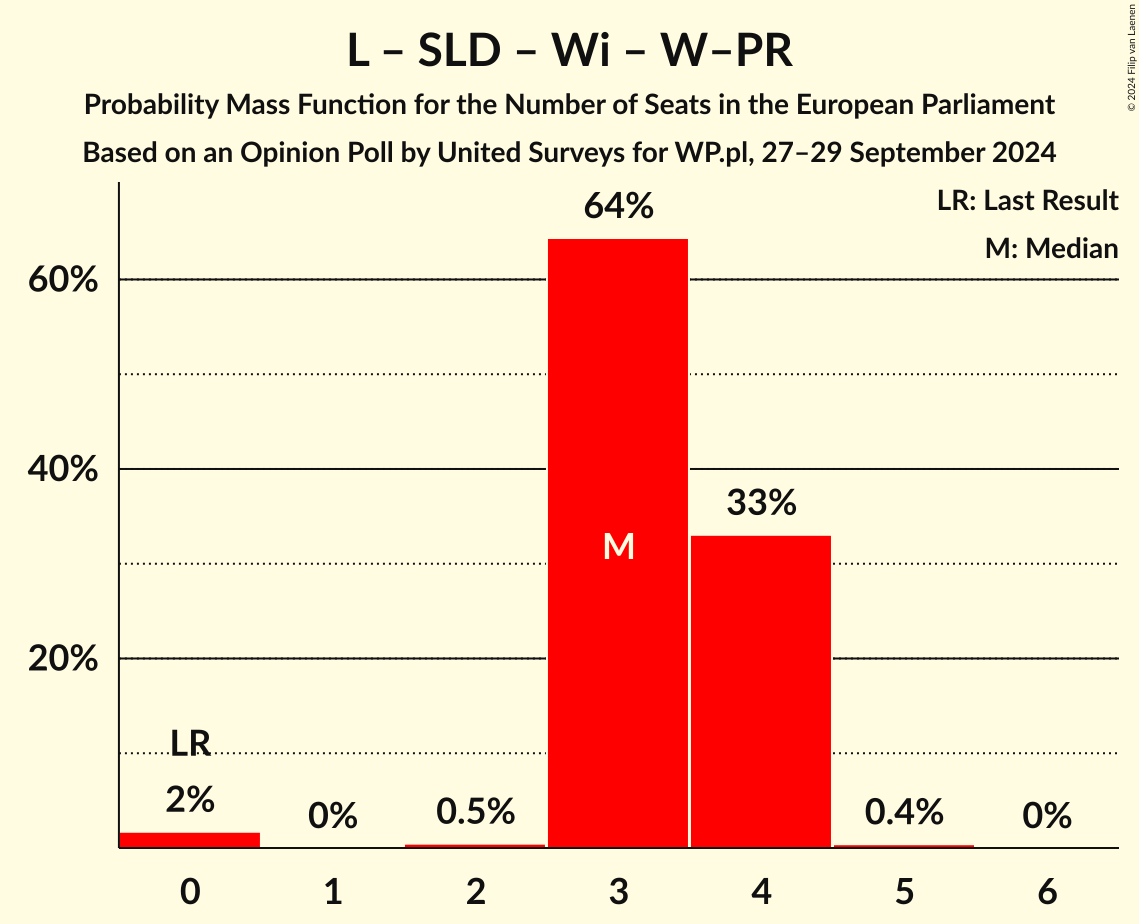 L – SLD – Wi – W–PR
Probability Mass Function for the Number of Seats in the European Parliament
Based on an Opinion Poll by United Surveys for WP.pl, 27–29 September 2024
© 2024 Filip van Laenen
LR: Last Result
M: Median
64%
60%
40%
33%
M
20%
LR
2%
0%
0.5%
0.4%
0%
0
1
2
3
4
5
6